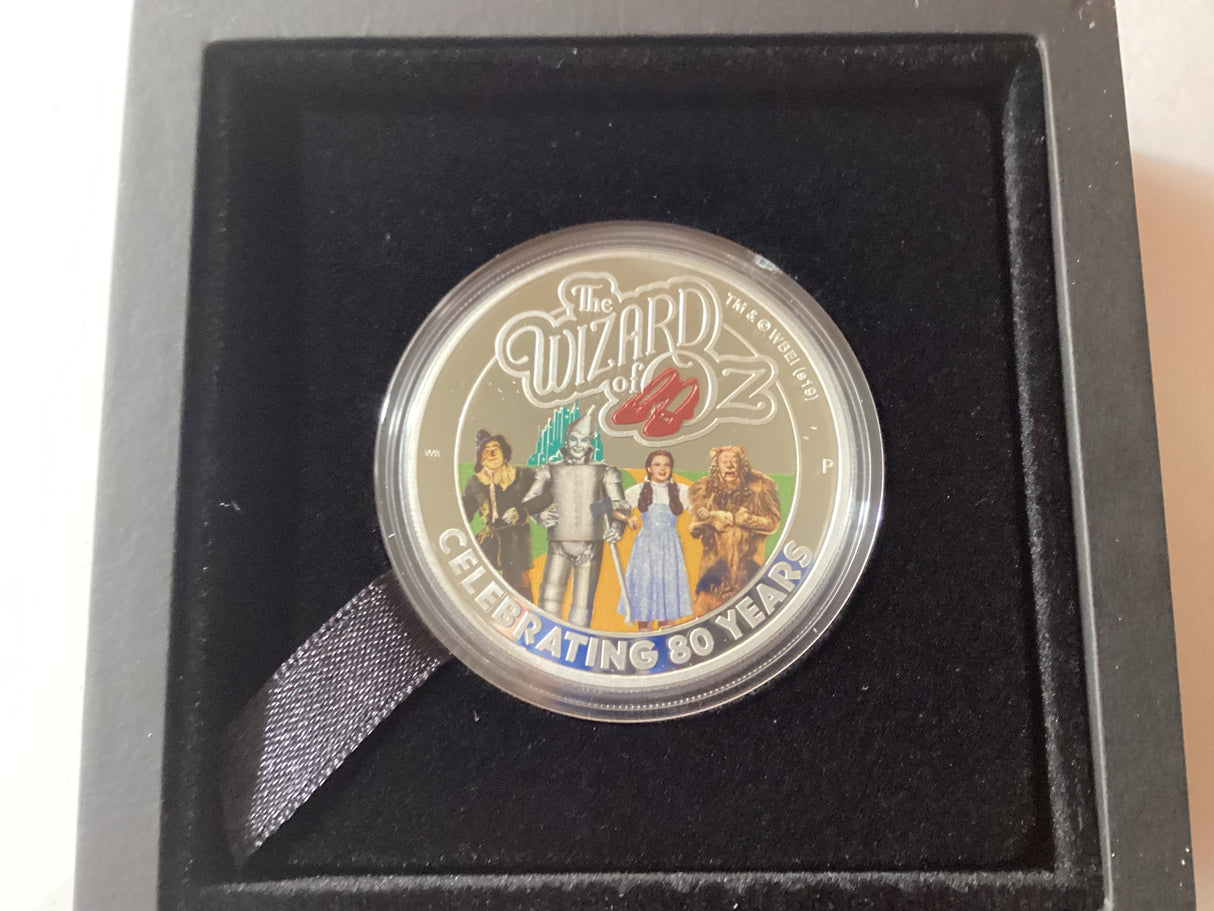 The
WIZARD
of OZ
TM & © WBEI (s19)
WR
P
CELEBRATING 80 YEARS